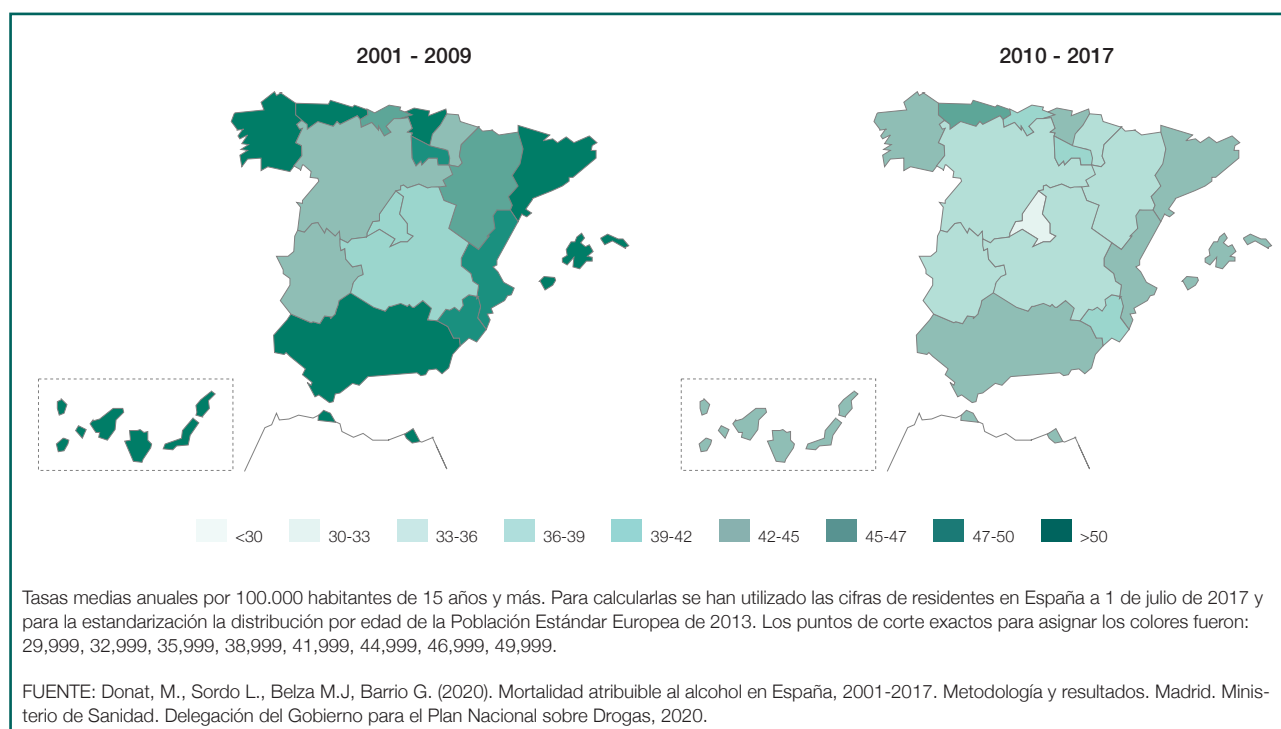 2001 - 2009
2010 - 2017
<30
30-33
33-36
36-39
39-42
42-45
45-47
47-50
>50
Tasas medias anuales por 100.000 habitantes de 15 años y más. Para calcularlas se han utilizado las cifras de residentes en España a 1 de julio de 2017 y
para la estandarización la distribución por edad de la Población Estándar Europea de 2013. Los puntos de corte exactos para asignar los colores fueron:
29,999, 32,999, 35,999, 38,999, 41,999, 44,999, 46,999, 49,999.
FUENTE: Donat, M., Sordo L., Belza M.J, Barrio G. (2020). Mortalidad atribuible al alcohol en España, 2001-2017. Metodología y resultados. Madrid. Minis-
terio de Sanidad. Delegación del Gobierno para el Plan Nacional sobre Drogas, 2020.